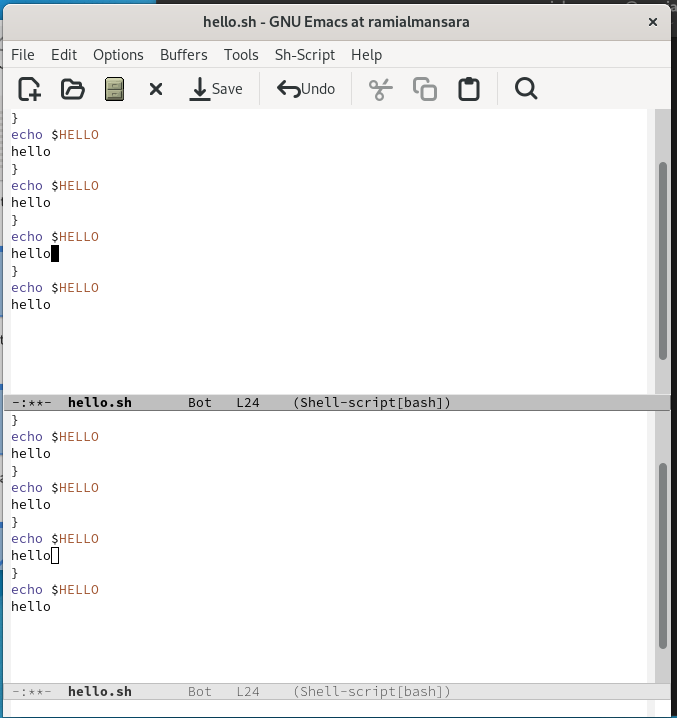 hello.sh - GNU Emacs at ramialmansara
File Edit Options Buffers Tools Sh-Script Help
Save Undo
}
echo $HELLO
hello
}
echo $HELLO
hello
}
echo $HELLO
hello
}
echo $HELLO
hello
-:**- hello.sh Bot L24 (Shell-script[bash])
}
echo $HELLO
hello
}
echo $HELLO
hello
}
echo $HELLO
hello
}
echo $HELLO
hello
-:**- hello.sh Bot L24 (Shell-script[bash])